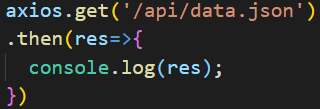 axios.get('/api/data.json')
.then(res=>{
  console.log(res);
})